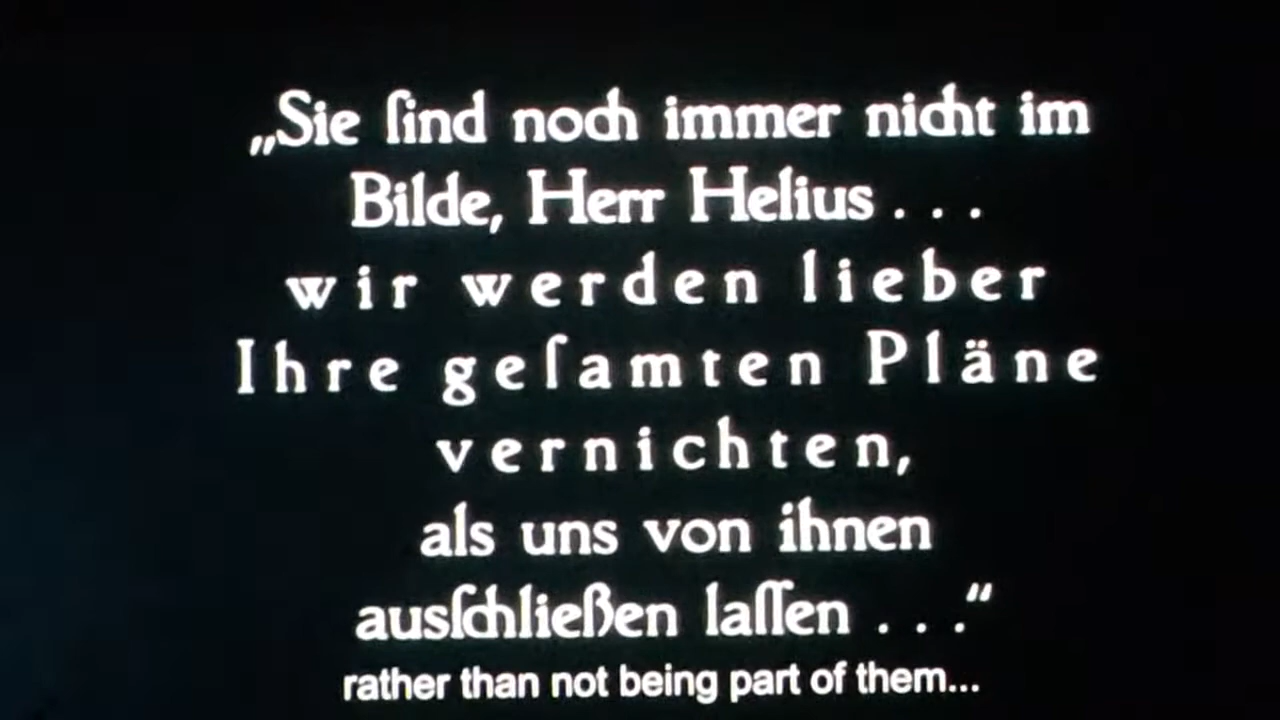 „Sie ſind noch immer nicht im
Bilde, Herr Helius . . .
wir werden lieber
Ihre geſamten Pläne
vernichten,
als uns von ihnen
ausſchließen laſſen . . .“
rather than not being part of them...